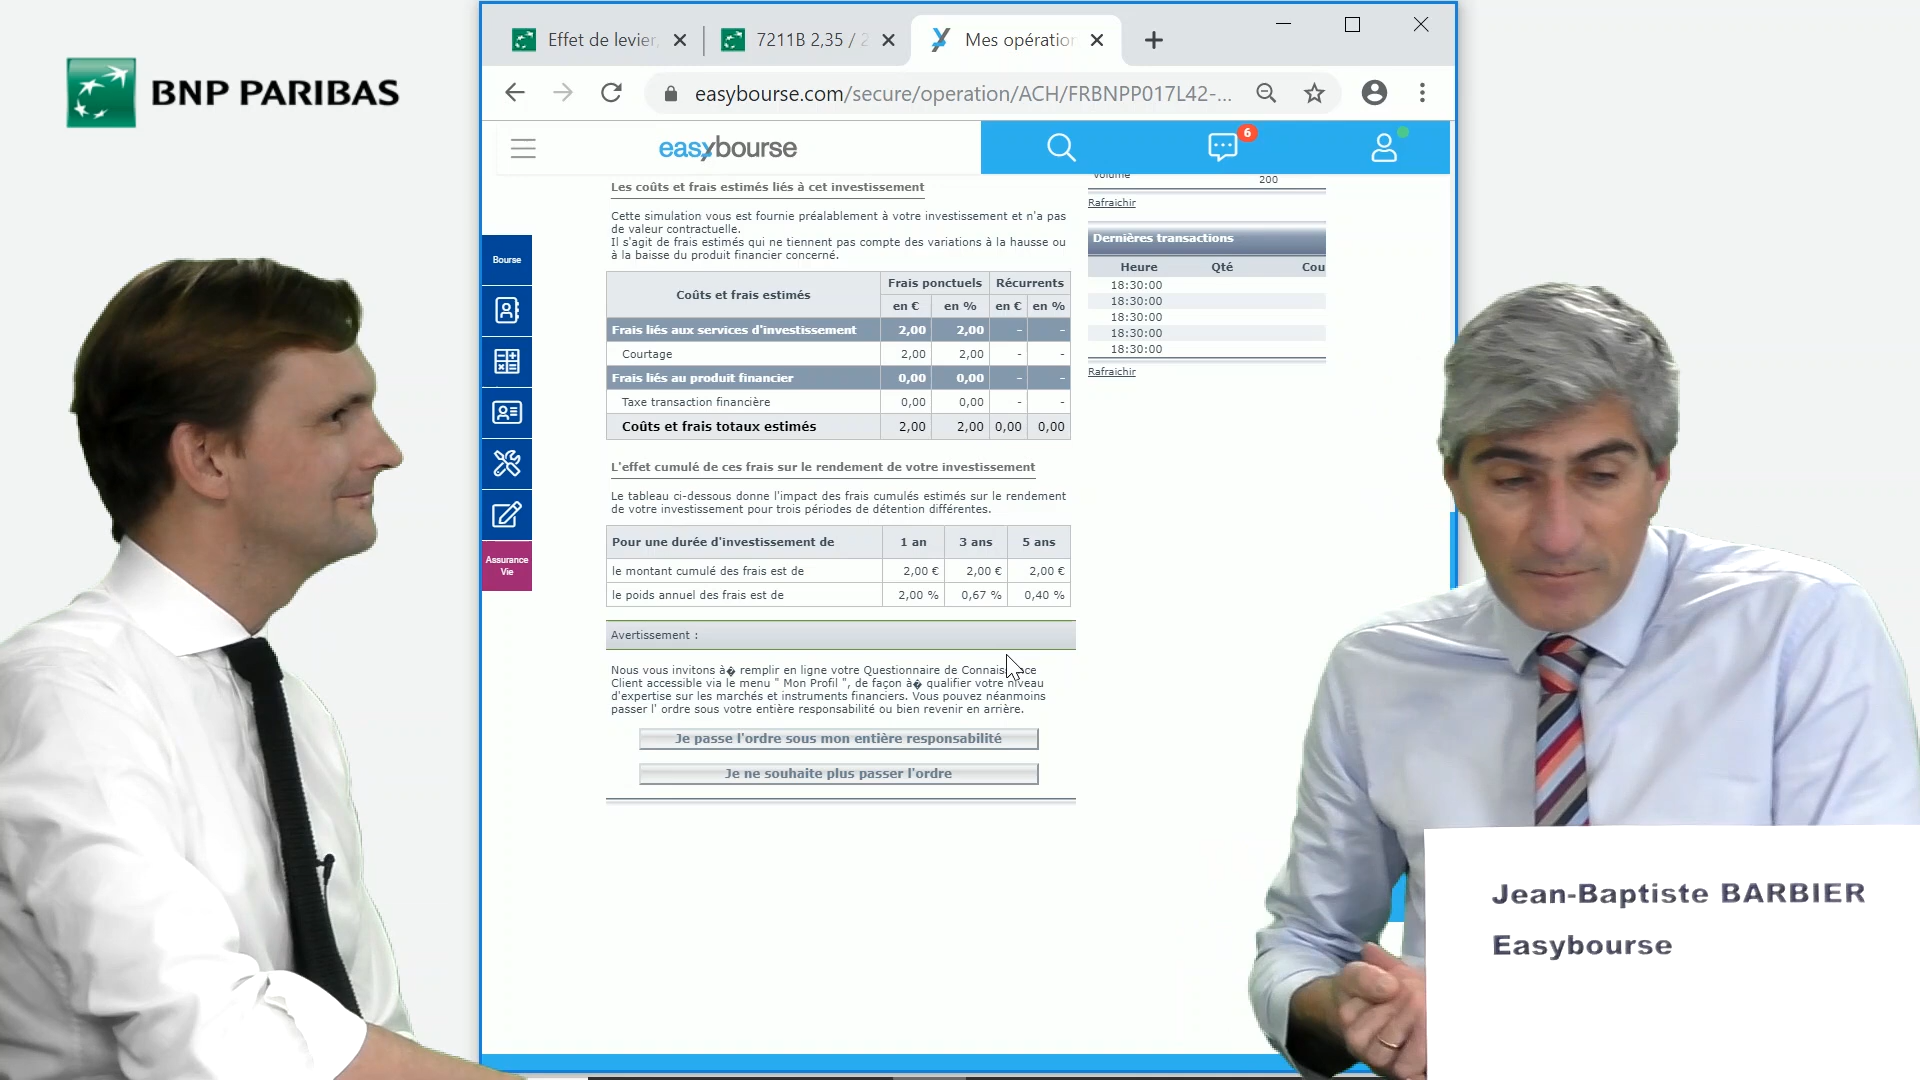 BNP PARIBAS
Effet de levier,
7211B 2,35 / 2
Mes opération
easybourse.com/secure/operation/ACH/FRBNPP017L42-...
easybourse
6
Bourse
Assurance
Vie
Les coûts et frais estimés liés à cet investissement
Cette simulation vous est fournie préalablement à votre investissement et n'a pas
de valeur contractuelle.
Il s'agit de frais estimés qui ne tiennent pas compte des variations à la hausse ou
à la baisse du produit financier concerné.
Coûts et frais estimés Frais ponctuels Récurrents
en € en % en € en %
Frais liés aux services d'investissement 2,00 2,00 - -
Courtage 2,00 2,00 - -
Frais liés au produit financier 0,00 0,00 - -
Taxe transaction financière 0,00 0,00 - -
Coûts et frais totaux estimés 2,00 2,00 0,00 0,00
L'effet cumulé de ces frais sur le rendement de votre investissement
Le tableau ci-dessous donne l'impact des frais cumulés estimés sur le rendement
de votre investissement pour trois périodes de détention différentes.
Pour une durée d'investissement de 1 an 3 ans 5 ans
le montant cumulé des frais est de 2,00 € 2,00 € 2,00 €
le poids annuel des frais est de 2,00 % 0,67 % 0,40 %
Avertissement :
Nous vous invitons à� remplir en ligne votre Questionnaire de Connaissance
Client accessible via le menu " Mon Profil ", de façon à� qualifier votre niveau
d'expertise sur les marchés et instruments financiers. Vous pouvez néanmoins
passer l' ordre sous votre entière responsabilité ou bien revenir en arrière.
Je passe l'ordre sous mon entière responsabilité
Je ne souhaite plus passer l'ordre
Volume 200
Rafraichir
Dernières transactions
Heure Qté Cou
18:30:00
18:30:00
18:30:00
18:30:00
18:30:00
Rafraichir
Jean-Baptiste BARBIER
Easybourse